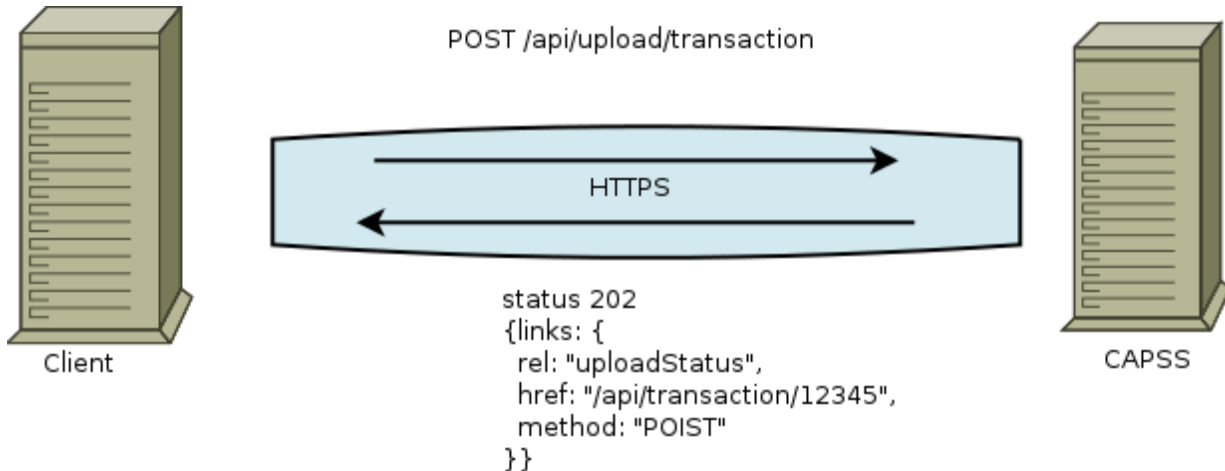 POST /api/upload/transaction
HTTPS
status 202
{links: {
rel: "uploadStatus",
href: "/api/transaction/12345",
method: "POIST"
}}
Client
CAPSS